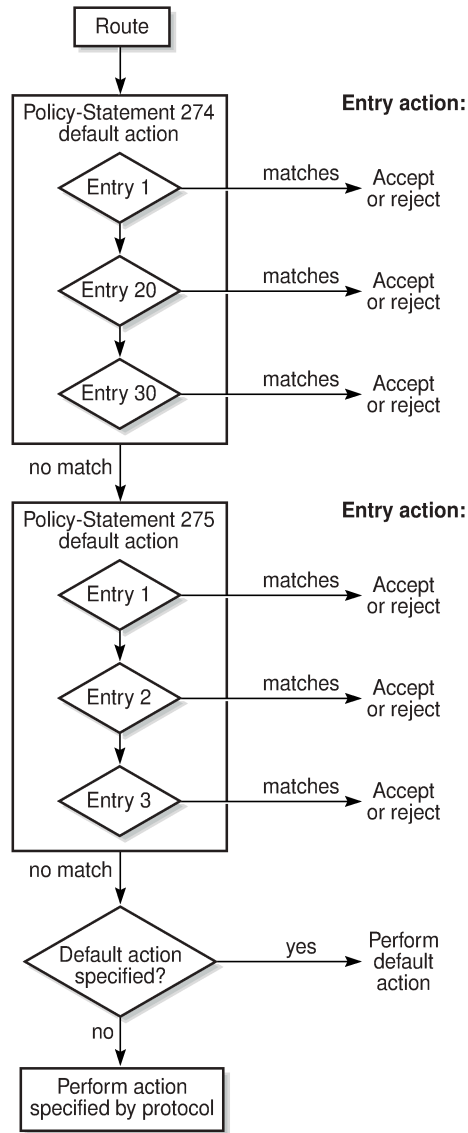 Route
Policy-Statement 274
default action
Entry action:
Entry 1
matches
Accept
or reject
Entry 20
matches
Accept
or reject
Entry 30
matches
Accept
or reject
no match
Policy-Statement 275
default action
Entry action:
Entry 1
matches
Accept
or reject
Entry 2
matches
Accept
or reject
Entry 3
matches
Accept
or reject
no match
Default action
specified?
yes
Perform
default
action
no
Perform action
specified by protocol